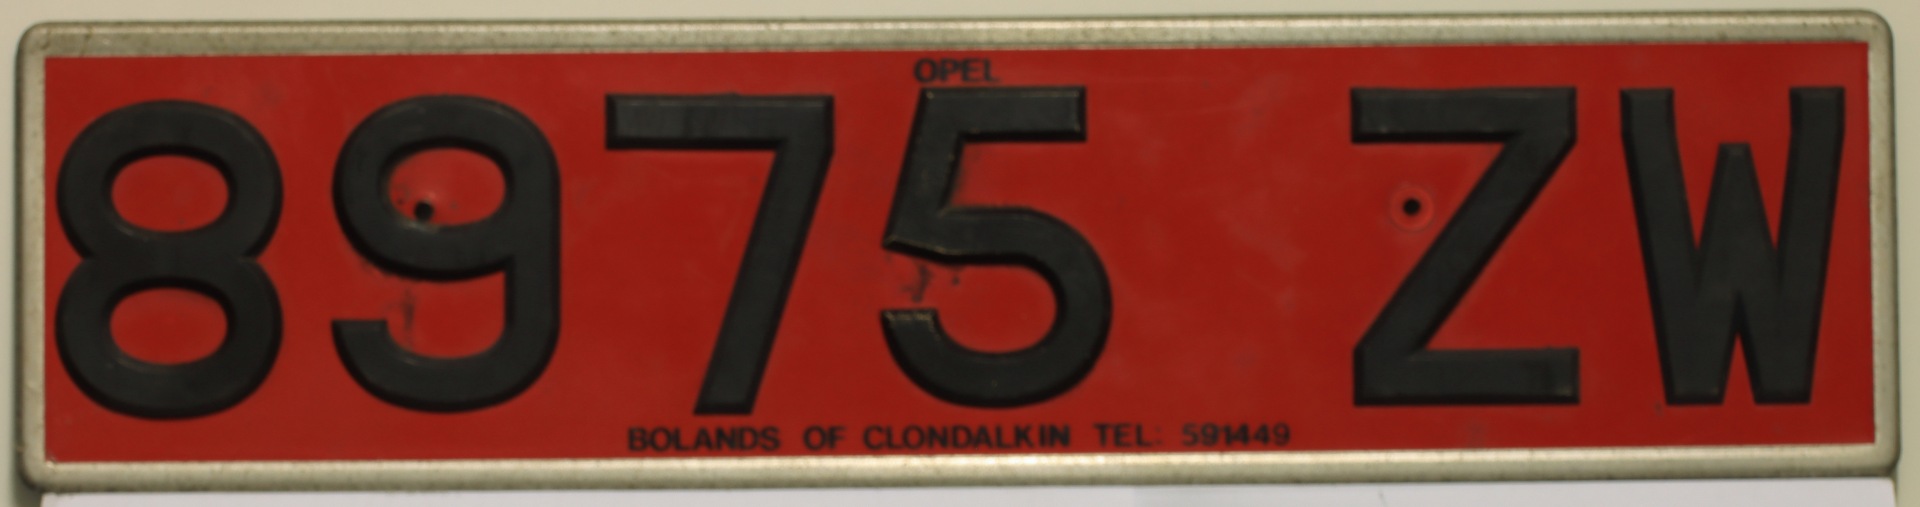 OPEL
8975 ZW
BOLANDS OF CLONDALKIN TEL: 591449